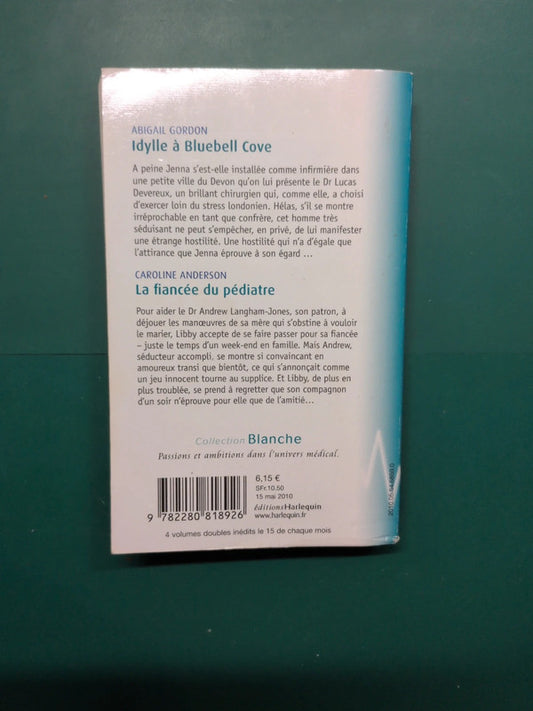 ABIGAIL GORDON
Idylle à Bluebell Cove
A peine Jenna s'est-elle installée comme infirmière dans
une petite ville du Devon qu'on lui présente le Dr Lucas
Devereux, un brillant chirurgien qui, comme elle, a choisi
d'exercer loin du stress londonien. Hélas, s'il se montre
irréprochable en tant que confrère, cet homme très
séduisant ne peut s'empêcher, en privé, de lui manifester
une étrange hostilité. Une hostilité qui n'a d'égale que
l'attirance que Jenna éprouve à son égard ...
CAROLINE ANDERSON
La fiancée du pédiatre
Pour aider le Dr Andrew Langham-Jones, son patron, à
déjouer les manœuvres de sa mère qui s'obstine à vouloir
le marier, Libby accepte de se faire passer pour sa fiancée
– juste le temps d'un week-end en famille. Mais Andrew,
séducteur accompli, se montre si convaincant en
amoureux transi que bientôt, ce qui s'annonçait comme
un jeu innocent tourne au supplice. Et Libby, de plus en
plus troublée, se prend à regretter que son compagnon
d'un soir n'éprouve pour elle que de l'amitié...
Collection Blanche
Passions et ambitions dans l'univers médical.
6,15 €
SFr.10.50
15 mai 2010
éditionsHarlequin
www.harlequin.fr
9 782280 818926
4 volumes doubles inédits le 15 de chaque mois